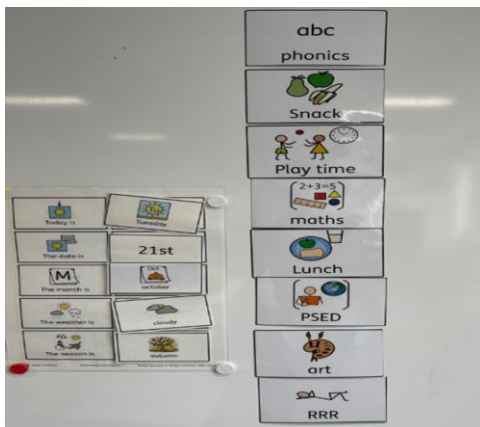 abc
phonics
Snack
Play time
2+3=5
maths
Lunch
PSED
art
RRR
Today is
Tuesday
The date is
21st
M
The month is
Oct
october
The weather is
cloudy
The season is
autumn